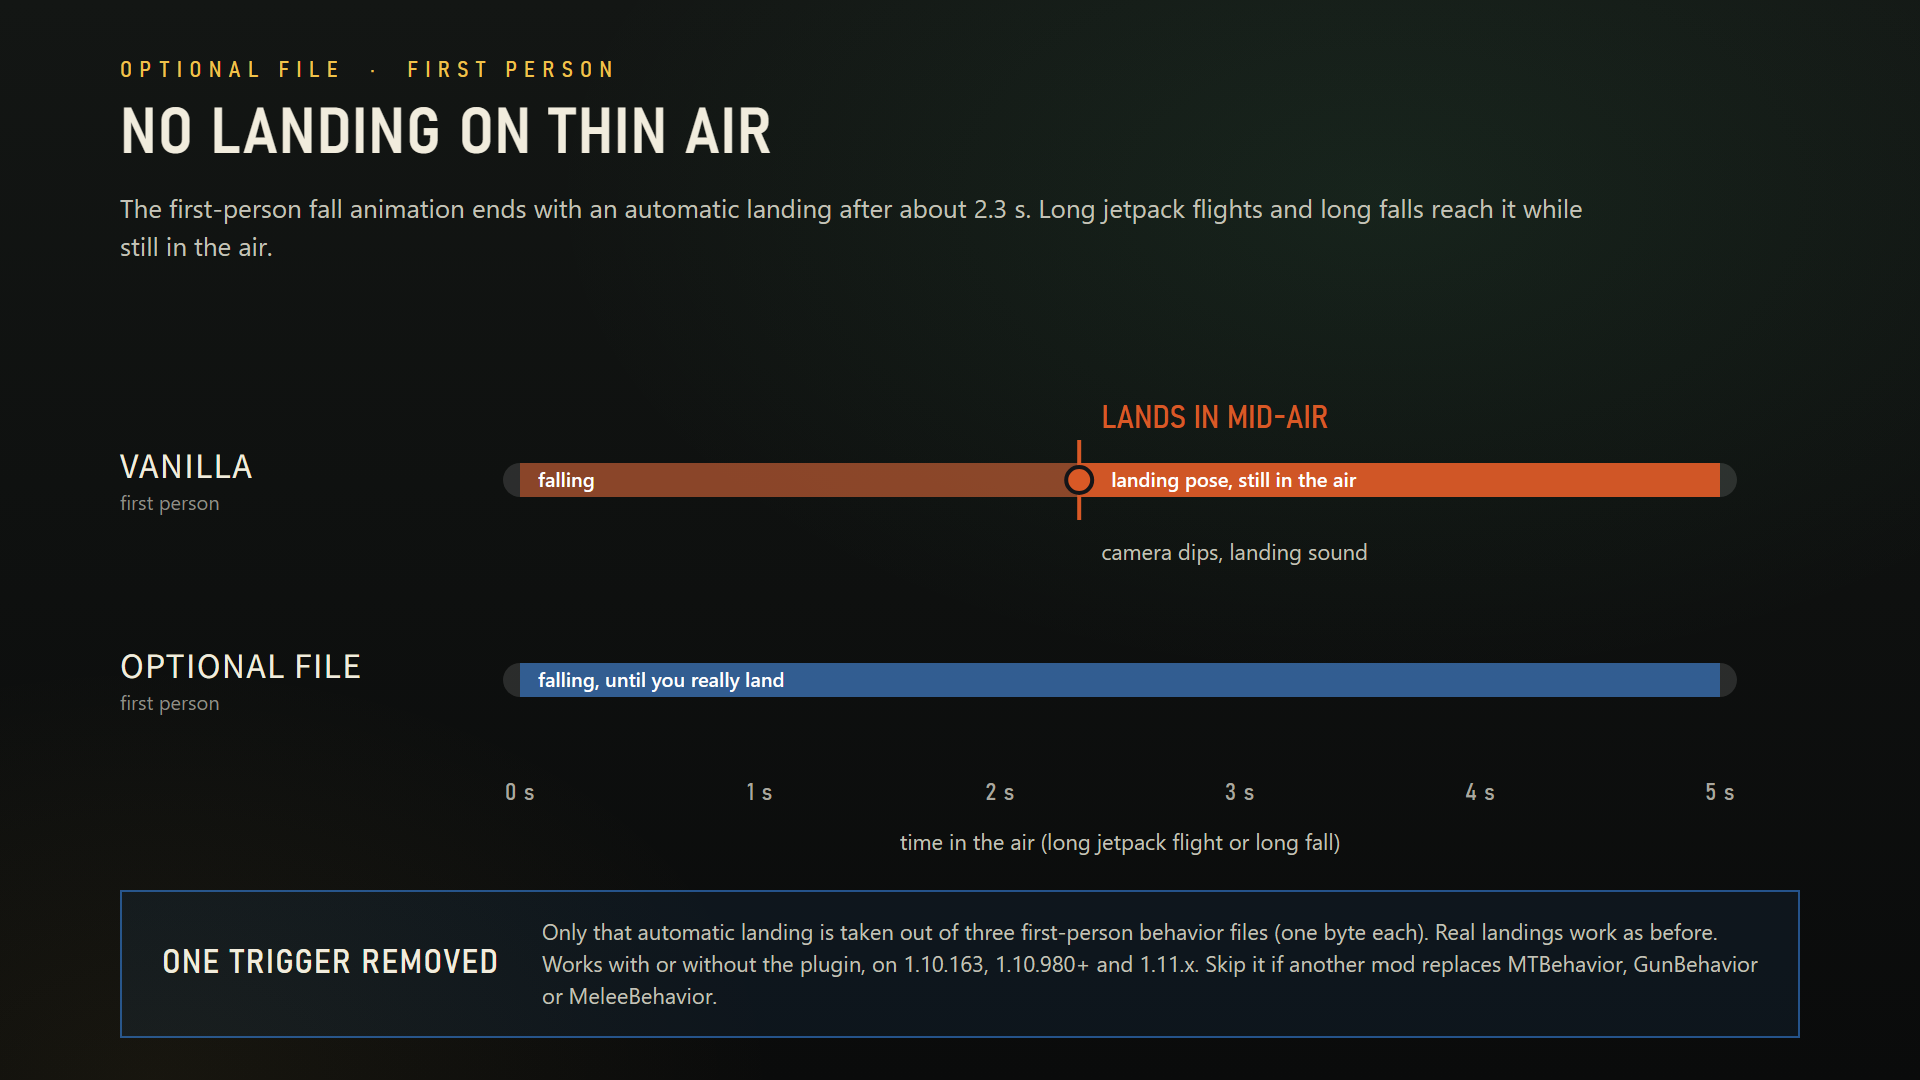 OPTIONAL FILE · FIRST PERSON
NO LANDING ON THIN AIR
The first-person fall animation ends with an automatic landing after about 2.3 s. Long jetpack flights and long falls reach it while
still in the air.
LANDS IN MID-AIR
VANILLA
first person
falling
landing pose, still in the air
camera dips, landing sound
OPTIONAL FILE
first person
falling, until you really land
0 s 1 s 2 s 3 s 4 s 5 s
time in the air (long jetpack flight or long fall)
ONE TRIGGER REMOVED
Only that automatic landing is taken out of three first-person behavior files (one byte each). Real landings work as before.
Works with or without the plugin, on 1.10.163, 1.10.980+ and 1.11.x. Skip it if another mod replaces MTBehavior, GunBehavior
or MeleeBehavior.